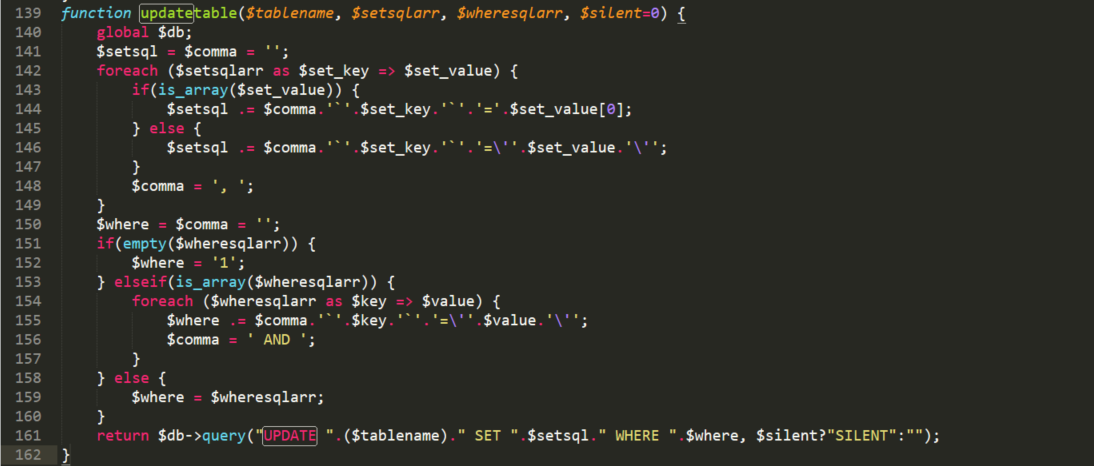 139 function updatetable($tablename, $setsqlarr, $wheresqlarr, $silent=0) {
140     global $db;
141     $setsql = $comma = '';
142     foreach ($setsqlarr as $set_key => $set_value) {
143         if(is_array($set_value)) {
144             $setsql .= $comma.'`'.$set_key.'`'.'='.$set_value[0];
145         } else {
146             $setsql .= $comma.'`'.$set_key.'`'.'=\''.$set_value.'\'';
147         }
148         $comma = ', ';
149     }
150     $where = $comma = '';
151     if(empty($wheresqlarr)) {
152         $where = '1';
153     } elseif(is_array($wheresqlarr)) {
154         foreach ($wheresqlarr as $key => $value) {
155             $where .= $comma.'`'.$key.'`'.'=\''.$value.'\'';
156             $comma = ' AND ';
157         }
158     } else {
159         $where = $wheresqlarr;
160     }
161     return $db->query("UPDATE ".($tablename)." SET ".$setsql." WHERE ".$where, $silent?"SILENT":"");
162 }